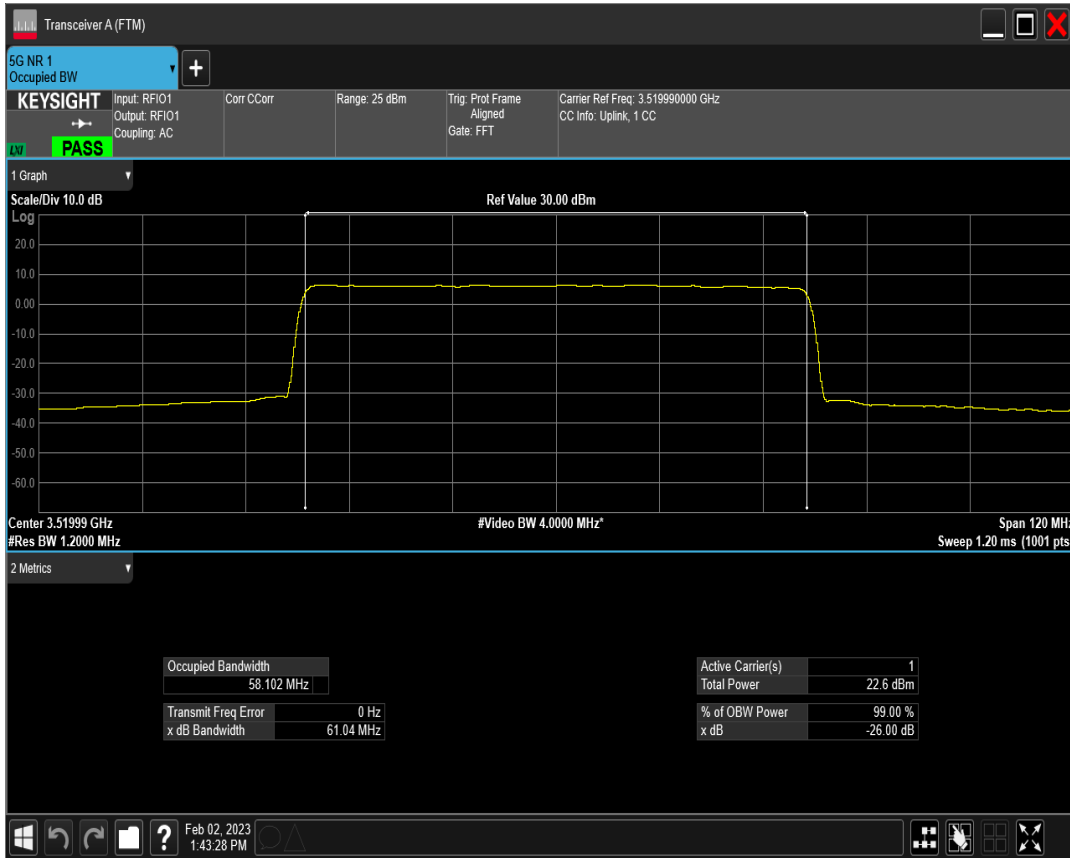 Transceiver A (FTM)
5G NR 1
Occupied BW
+
KEYSIGHT
LXI
PASS
Input: RFIO1
Output: RFIO1
Coupling: AC
Corr CCorr
Range: 25 dBm
Trig: Prot Frame
Aligned
Gate: FFT
Carrier Ref Freq: 3.519990000 GHz
CC Info: Uplink, 1 CC
1 Graph
Scale/Div 10.0 dB
Ref Value 30.00 dBm
Log
20.0
10.0
0.00
-10.0
-20.0
-30.0
-40.0
-50.0
-60.0
Center 3.51999 GHz
#Video BW 4.0000 MHz*
Span 120 MHz
#Res BW 1.2000 MHz
Sweep 1.20 ms (1001 pts
2 Metrics
Occupied Bandwidth
58.102 MHz
Transmit Freq Error 0 Hz
x dB Bandwidth 61.04 MHz
Active Carrier(s) 1
Total Power 22.6 dBm
% of OBW Power 99.00 %
x dB -26.00 dB
?
Feb 02, 2023
1:43:28 PM